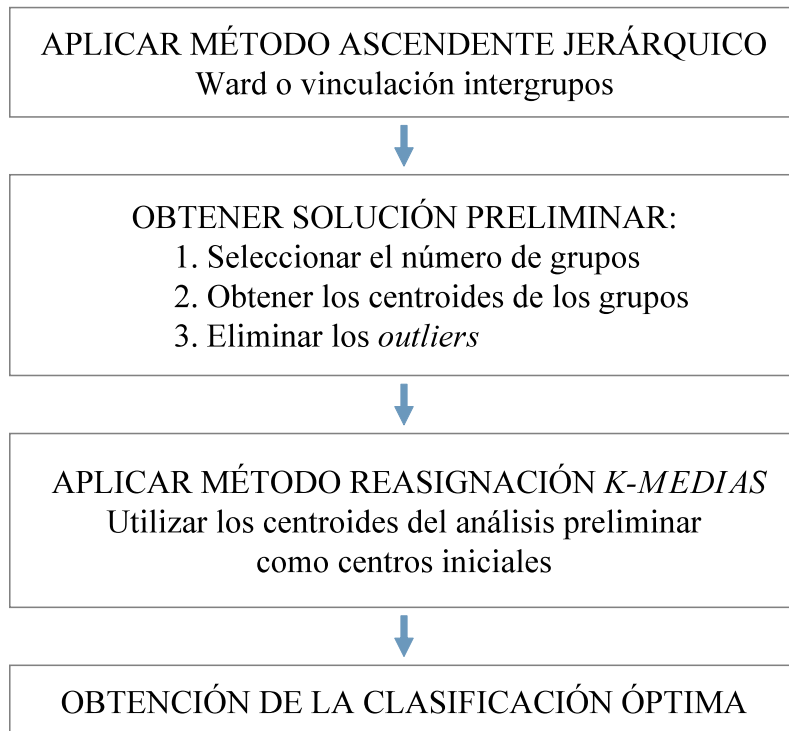 APLICAR MÉTODO ASCENDENTE JERÁRQUICO
Ward o vinculación intergrupos
OBTENER SOLUCIÓN PRELIMINAR:
1. Seleccionar el número de grupos
2. Obtener los centroides de los grupos
3. Eliminar los outliers
APLICAR MÉTODO REASIGNACIÓN K-MEDIAS
Utilizar los centroides del análisis preliminar
como centros iniciales
OBTENCIÓN DE LA CLASIFICACIÓN ÓPTIMA